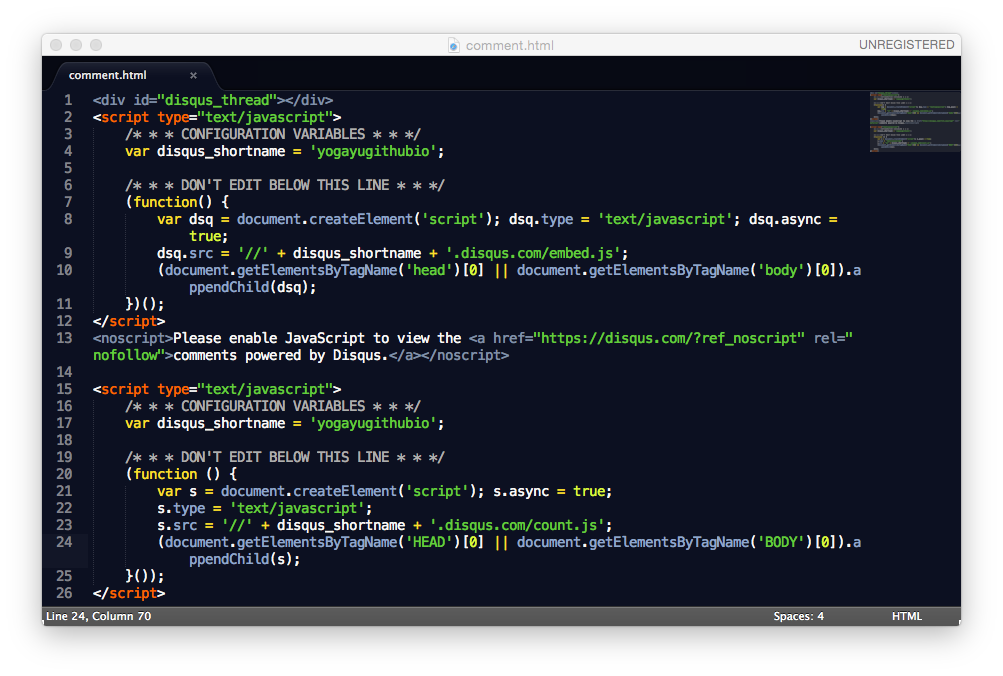 comment.html
UNREGISTERED
comment.html ×
1 <div id="disqus_thread"></div>
2 <script type="text/javascript">
3     /* * * CONFIGURATION VARIABLES * * */
4     var disqus_shortname = 'yogayugithubio';
5
6     /* * * DON'T EDIT BELOW THIS LINE * * */
7     (function() {
8         var dsq = document.createElement('script'); dsq.type = 'text/javascript'; dsq.async =
            true;
9         dsq.src = '//' + disqus_shortname + '.disqus.com/embed.js';
10         (document.getElementsByTagName('head')[0] || document.getElementsByTagName('body')[0]).a
            ppendChild(dsq);
11     })();
12 </script>
13 <noscript>Please enable JavaScript to view the <a href="https://disqus.com/?ref_noscript" rel="
nofollow">comments powered by Disqus.</a></noscript>
14
15 <script type="text/javascript">
16     /* * * CONFIGURATION VARIABLES * * */
17     var disqus_shortname = 'yogayugithubio';
18
19     /* * * DON'T EDIT BELOW THIS LINE * * */
20     (function () {
21         var s = document.createElement('script'); s.async = true;
22         s.type = 'text/javascript';
23         s.src = '//' + disqus_shortname + '.disqus.com/count.js';
24         (document.getElementsByTagName('HEAD')[0] || document.getElementsByTagName('BODY')[0]).a
            ppendChild(s);
25     }());
26 </script>
Line 24, Column 70
Spaces: 4
HTML